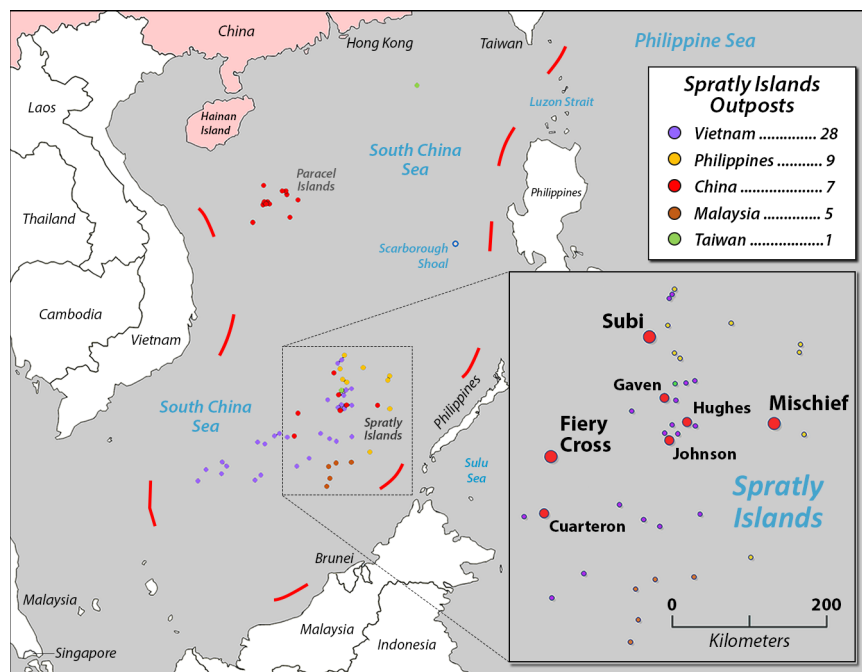 China
Hong Kong
Taiwan
Philippine Sea
Laos
Hainan
Island
Luzon Strait
South China
Sea
Paracel
Islands
Philippines
Thailand
Scarborough
Shoal
Cambodia
Vietnam
South China
Sea
Spratly
Islands
Philippines
Sulu
Sea
Brunei
Malaysia
Malaysia
Indonesia
Singapore
Spratly Islands
Outposts
Vietnam .............. 28
Philippines ........... 9
China .................... 7
Malaysia .............. 5
Taiwan ..................1
Subi
Gaven
Hughes
Mischief
Fiery
Cross
Johnson
Spratly
Islands
Cuarteron
0 200
Kilometers